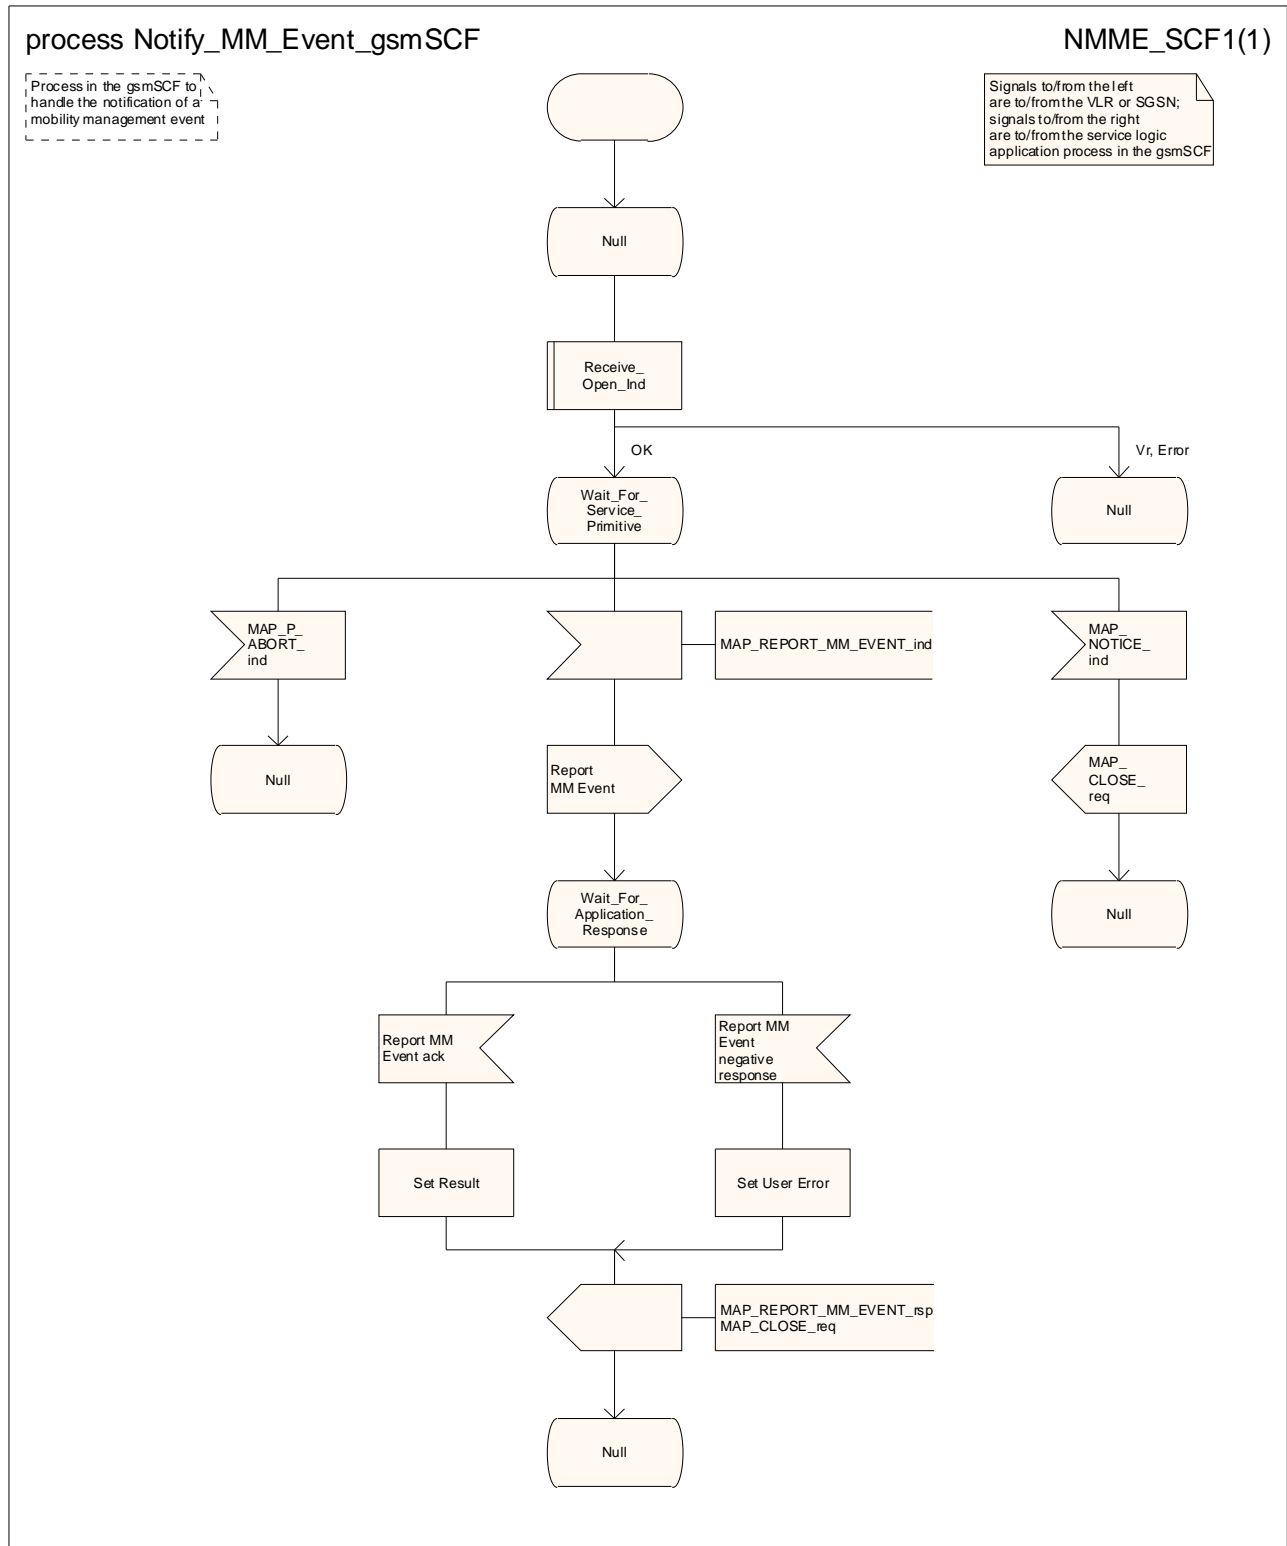 process Notify_MM_Event_gsmSCF
NMME_SCF1(1)
Process in the gsmSCF to
handle the notification of a
mobility management event
Signals to/from the left
are to/from the VLR or SGSN;
signals to/from the right
are to/from the service logic
application process in the gsmSCF
Null
Receive_
Open_Ind
OK
Vr, Error
Wait_For_
Service_
Primitive
Null
MAP_P_
ABORT_
ind
MAP_REPORT_MM_EVENT_ind
MAP_
NOTICE_
ind
Null
Report
MM Event
MAP_
CLOSE_
req
Wait_For_
Application_
Response
Null
Report MM
Event ack
Report MM
Event
negative
response
Set Result
Set User Error
MAP_REPORT_MM_EVENT_rsp
MAP_CLOSE_req
Null